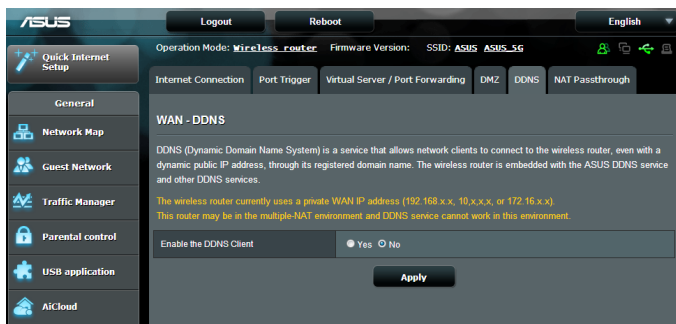 ASUS
Logout
Reboot
English
Quick Internet
Setup
Operation Mode: Wireless router Firmware Version: SSID: ASUS ASUS_5G
Internet Connection
Port Trigger
Virtual Server / Port Forwarding
DMZ
DDNS
NAT Passthrough
General
Network Map
Guest Network
Traffic Manager
Parental control
USB application
AiCloud
WAN - DDNS
DDNS (Dynamic Domain Name System) is a service that allows network clients to connect to the wireless router, even with a
dynamic public IP address, through its registered domain name. The wireless router is embedded with the ASUS DDNS service
and other DDNS services.
The wireless router currently uses a private WAN IP address (192.168.x.x, 10,x,x,x, or 172.16.x.x).
This router may be in the multiple-NAT environment and DDNS service cannot work in this environment.
Enable the DDNS Client
Yes No
Apply